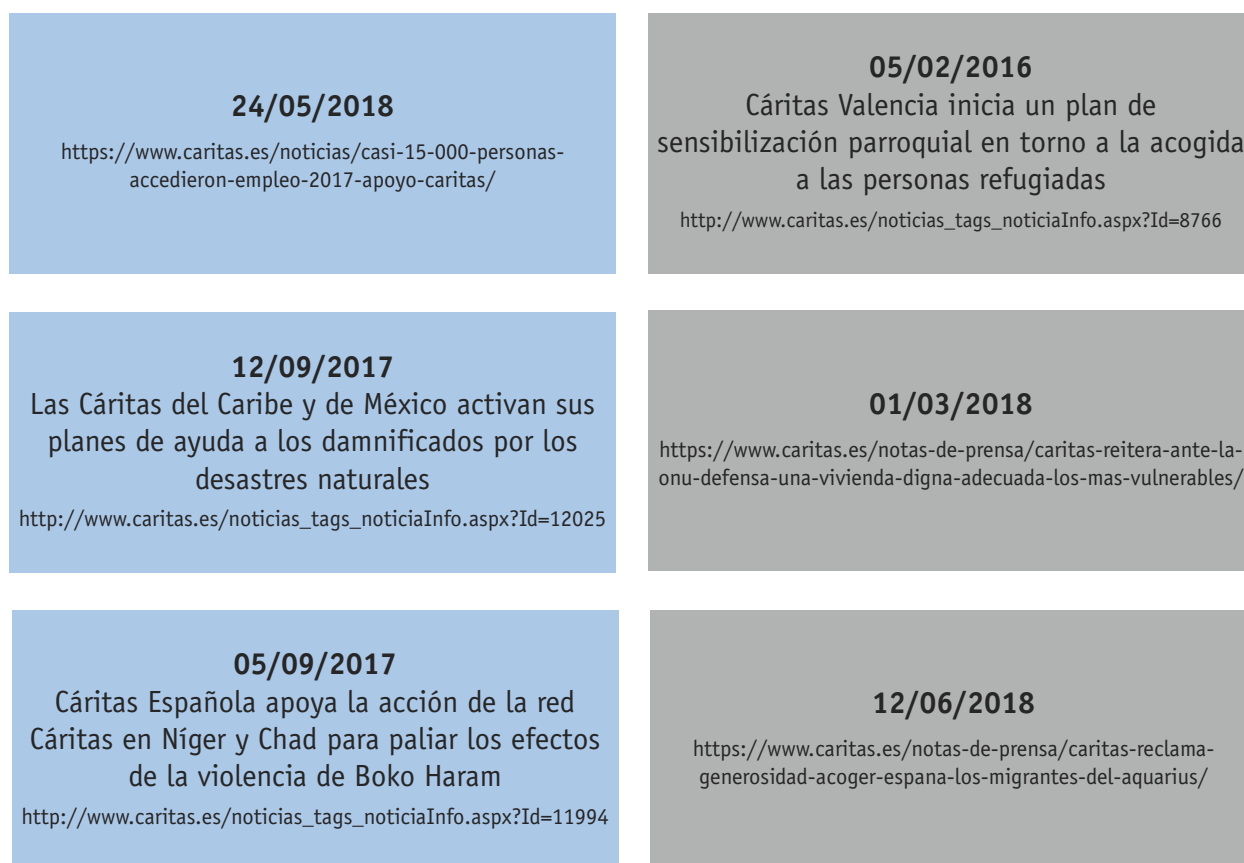 24/05/2018
https://www.caritas.es/noticias/casi-15-000-personas-
accedieron-empleo-2017-apoyo-caritas/
05/02/2016
Cáritas Valencia inicia un plan de
sensibilización parroquial en torno a la acogida
a las personas refugiadas
http://www.caritas.es/noticias_tags_noticiaInfo.aspx?Id=8766
12/09/2017
Las Cáritas del Caribe y de México activan sus
planes de ayuda a los damnificados por los
desastres naturales
http://www.caritas.es/noticias_tags_noticiaInfo.aspx?Id=12025
01/03/2018
https://www.caritas.es/notas-de-prensa/caritas-reitera-ante-la-
onu-defensa-una-vivienda-digna-adecuada-los-mas-vulnerables/
05/09/2017
Cáritas Española apoya la acción de la red
Cáritas en Níger y Chad para paliar los efectos
de la violencia de Boko Haram
http://www.caritas.es/noticias_tags_noticiaInfo.aspx?Id=11994
12/06/2018
https://www.caritas.es/notas-de-prensa/caritas-reclama-
generosidad-acoger-espana-los-migrantes-del-aquarius/